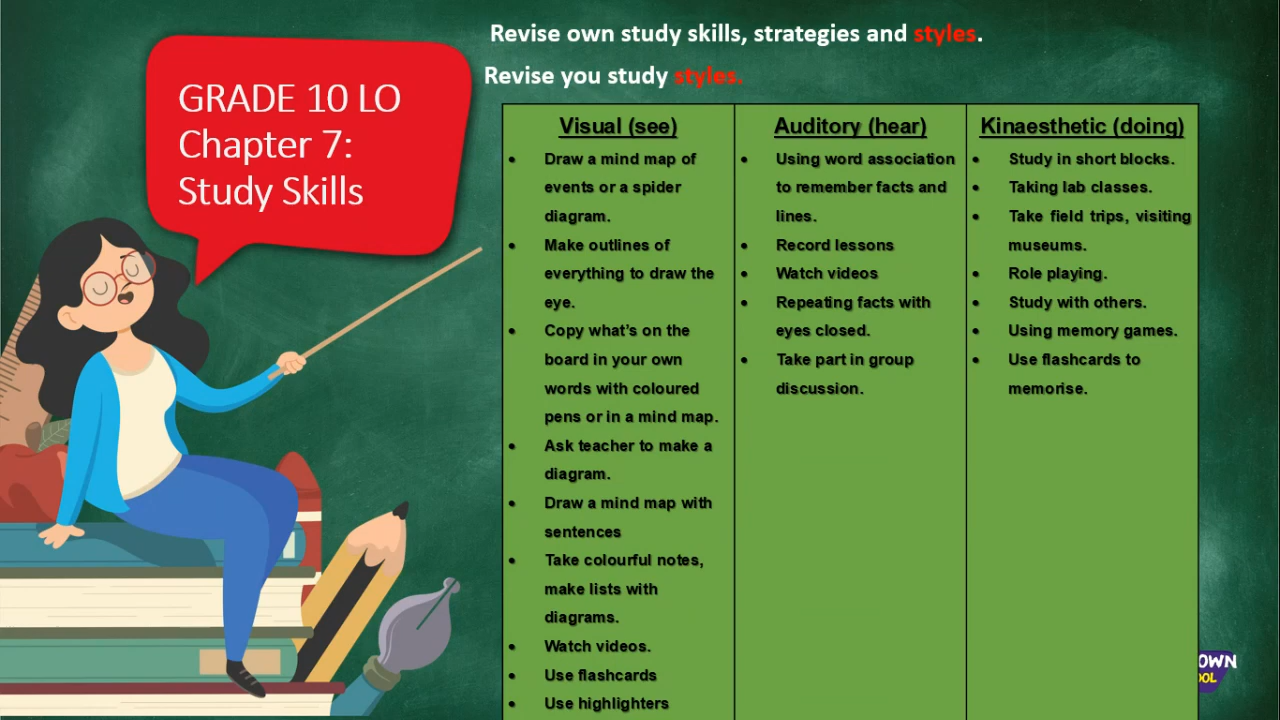 Revise own study skills, strategies and styles.
Revise you study styles.
GRADE 10 LO
Chapter 7:
Study Skills
Visual (see)
• Draw a mind map of
events or a spider
diagram.
• Make outlines of
everything to draw the
eye.
• Copy what's on the
board in your own
words with coloured
pens or in a mind map.
• Ask teacher to make a
diagram.
• Draw a mind map with
sentences
• Take colourful notes,
make lists with
diagrams.
• Watch videos.
• Use flashcards
• Use highlighters
Auditory (hear)
• Using word association
to remember facts and
lines.
• Record lessons
• Watch videos
• Repeating facts with
eyes closed.
• Take part in group
discussion.
Kinaesthetic (doing)
• Study in short blocks.
• Taking lab classes.
• Take field trips, visiting
museums.
• Role playing.
• Study with others.
• Using memory games.
• Use flashcards to
memorise.